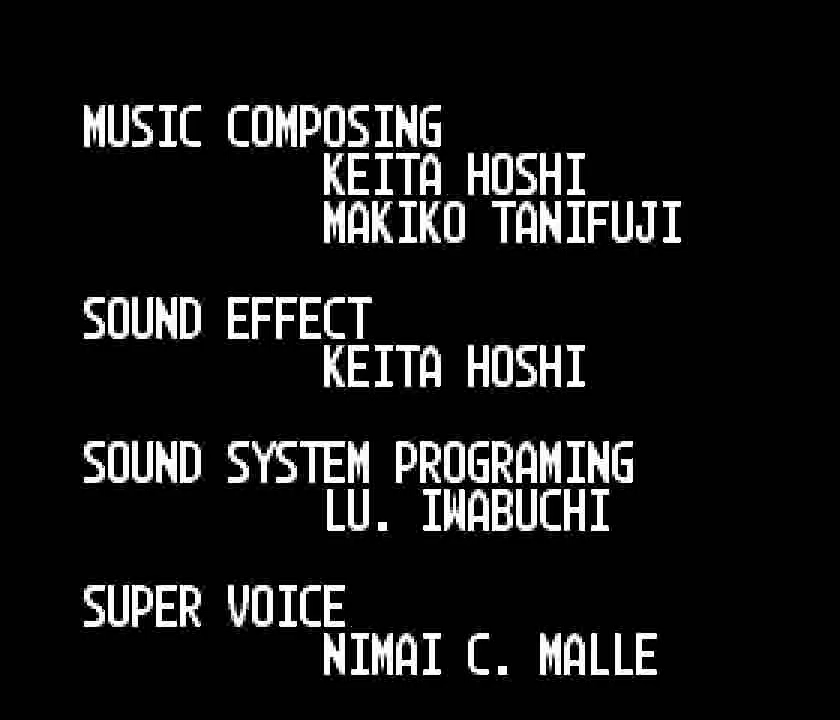 MUSIC COMPOSING
KEITA HOSHI
MAKIKO TANIFUJI
SOUND EFFECT
KEITA HOSHI
SOUND SYSTEM PROGRAMING
LU. IWABUCHI
SUPER VOICE
NIMAI C. MALLE